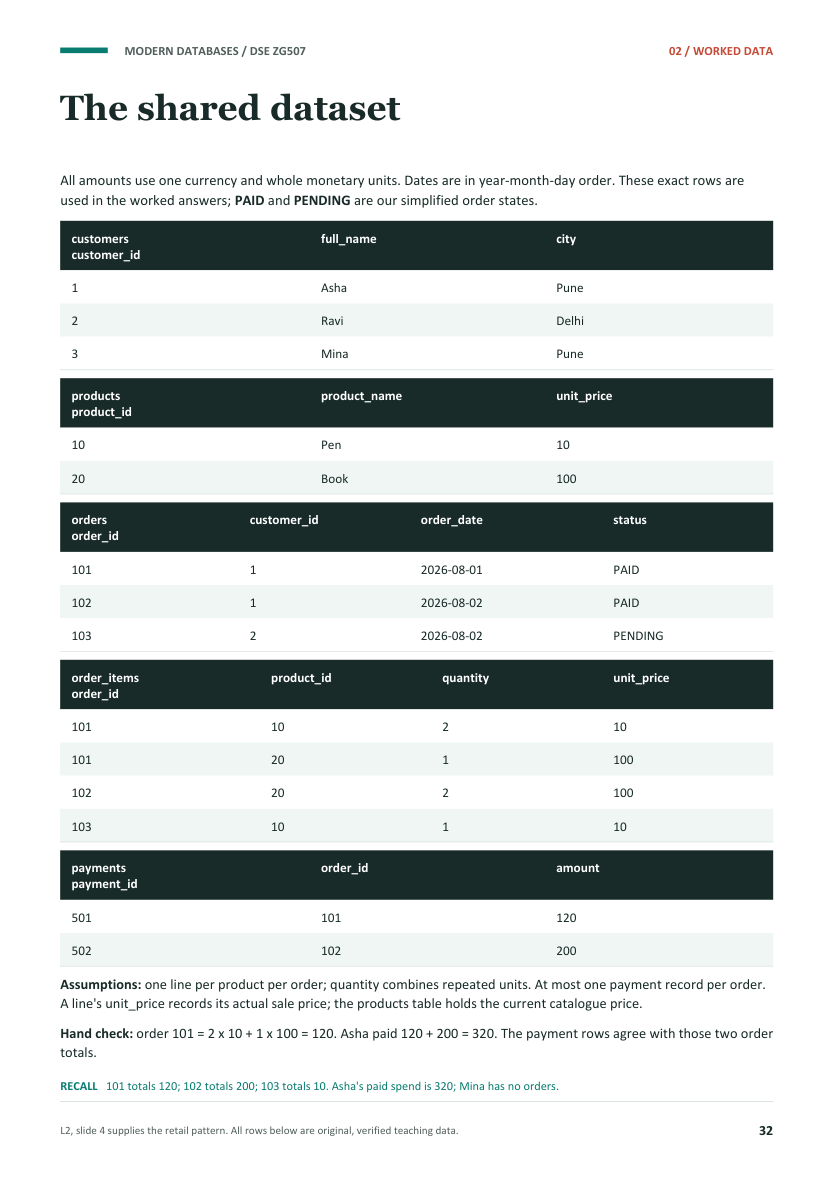 MODERN DATABASES / DSE ZG507 02 / WORKED DATA
The shared dataset
All amounts use one currency and whole monetary units. Dates are in year-month-day order. These exact rows are
used in the worked answers; PAID and PENDING are our simplified order states.
customers full_name city
customer_id
1 Asha Pune
2 Ravi Delhi
3 Mina Pune
products product_name unit_price
product_id
10 Pen 10
20 Book 100
orders customer_id order_date status
order_id
101 1 2026-08-01 PAID
102 1 2026-08-02 PAID
103 2 2026-08-02 PENDING
order_items product_id quantity unit_price
order_id
101 10 2 10
101 20 1 100
102 20 2 100
103 10 1 10
payments order_id amount
payment_id
501 101 120
502 102 200
Assumptions: one line per product per order; quantity combines repeated units. At most one payment record per order.
A line's unit_price records its actual sale price; the products table holds the current catalogue price.
Hand check: order 101 = 2 x 10 + 1 x 100 = 120. Asha paid 120 + 200 = 320. The payment rows agree with those two order
totals.
RECALL 101 totals 120; 102 totals 200; 103 totals 10. Asha's paid spend is 320; Mina has no orders.
L2, slide 4 supplies the retail pattern. All rows below are original, verified teaching data. 32